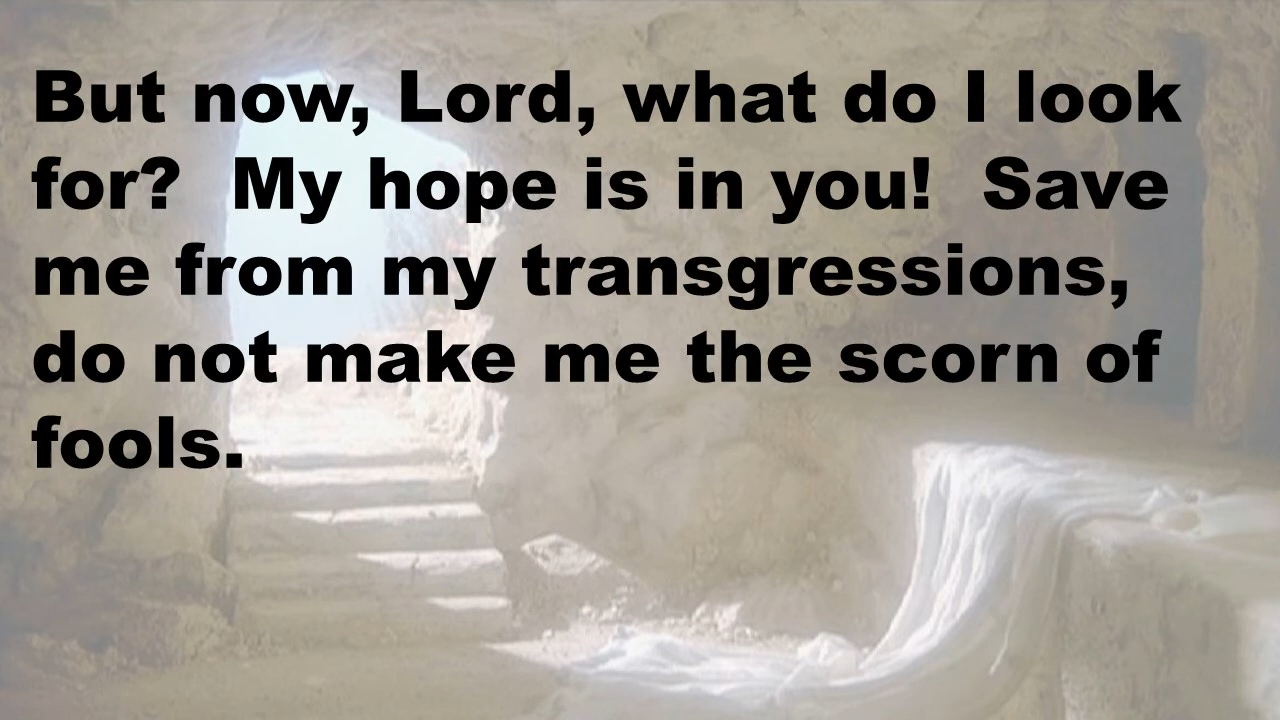 But now, Lord, what do I look
for?  My hope is in you!  Save
me from my transgressions,
do not make me the scorn of
fools.